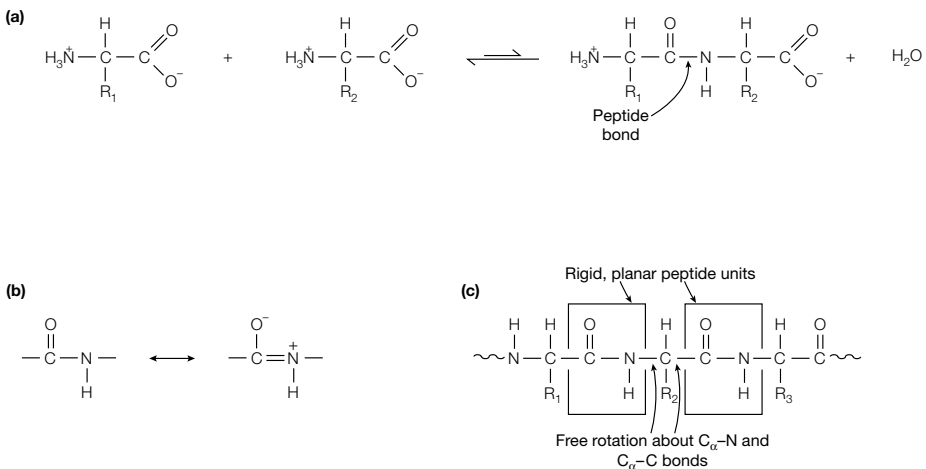 (a)
H H H O H
H₃N⁺–C–C(=O)O⁻ + H₃N⁺–C–C(=O)O⁻ ⇌ H₃N⁺–C–C–N–C–C(=O)O⁻ + H₂O
R₁ R₂ R₁ H R₂
Peptide
bond
(b)
O O⁻
–C–N– ↔ –C=N⁺–
H H
(c)
Rigid, planar peptide units
H H O H O H O
N–C–C–N–C–C–N–C–C
R₁ H R₂ H R₃
Free rotation about Cα–N and
Cα–C bonds